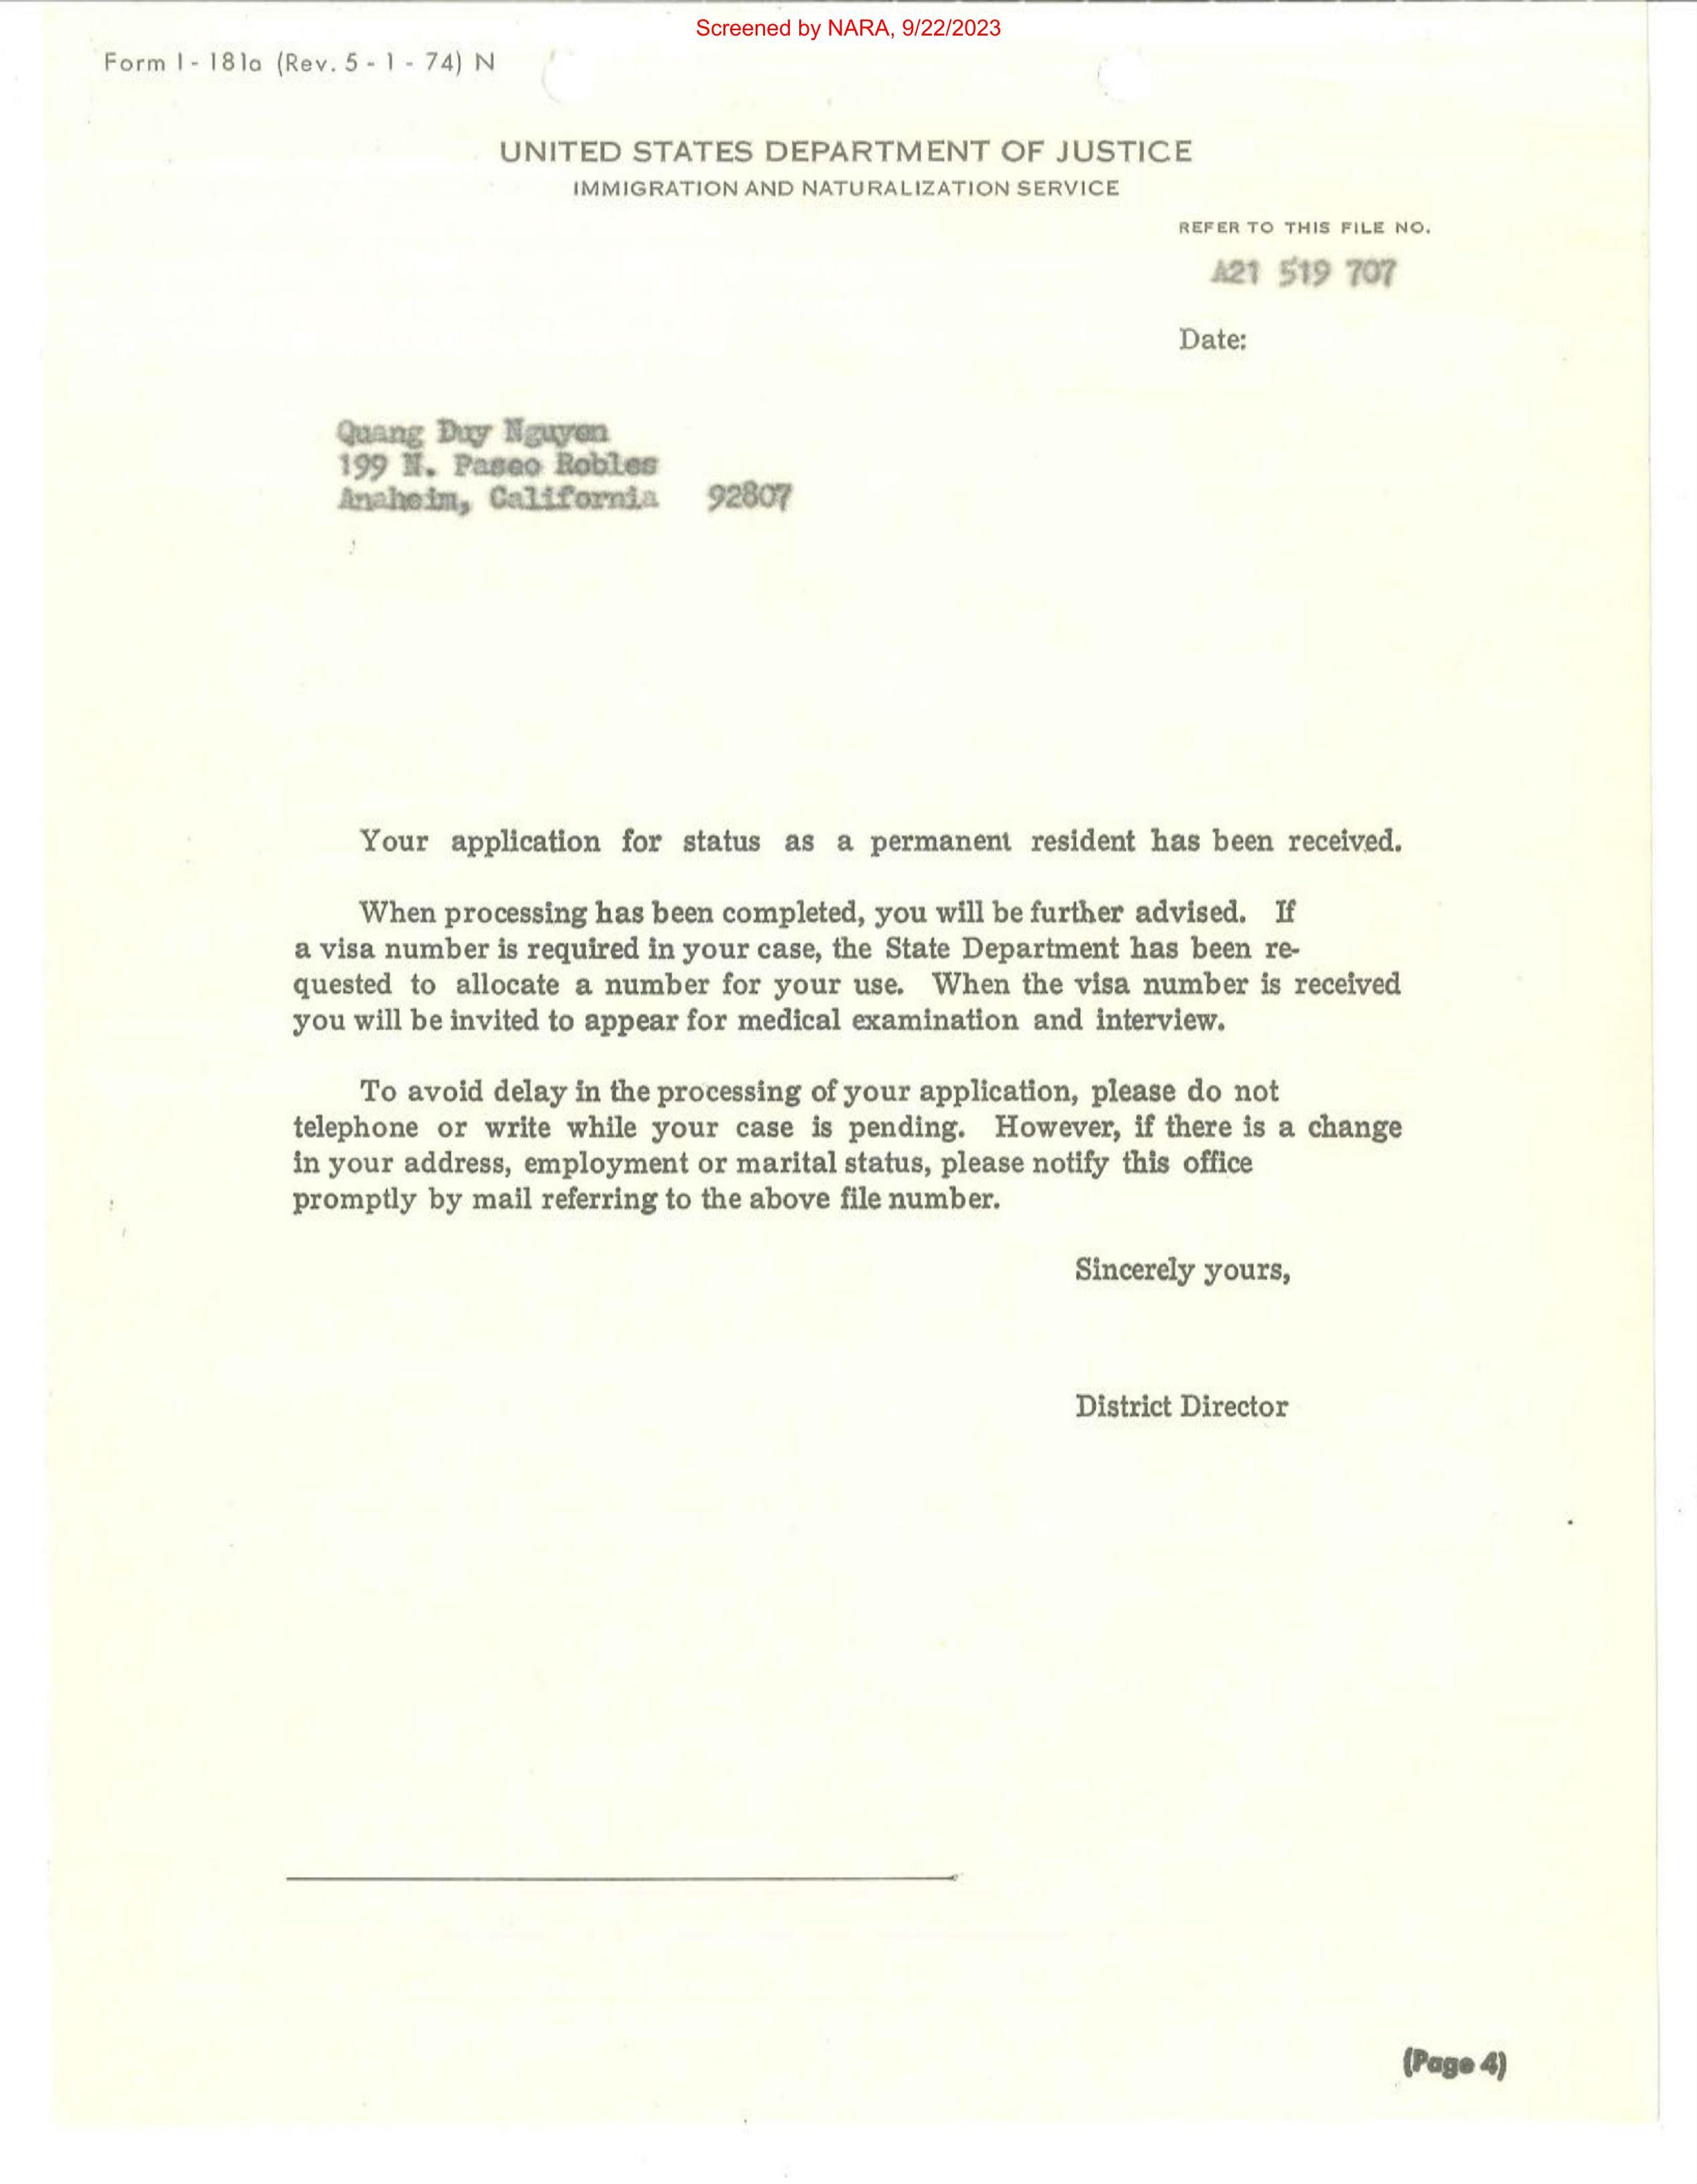 Screened by NARA, 9/22/2023
Form I - 181a (Rev. 5 - 1 - 74) N
UNITED STATES DEPARTMENT OF JUSTICE
IMMIGRATION AND NATURALIZATION SERVICE
REFER TO THIS FILE NO.
A21 519 707
Date:
Quang Duy Nguyen
199 N. Paseo Robles
Anaheim, California 92807
Your application for status as a permanent resident has been received.
When processing has been completed, you will be further advised. If
a visa number is required in your case, the State Department has been re-
quested to allocate a number for your use. When the visa number is received
you will be invited to appear for medical examination and interview.
To avoid delay in the processing of your application, please do not
telephone or write while your case is pending. However, if there is a change
in your address, employment or marital status, please notify this office
promptly by mail referring to the above file number.
Sincerely yours,
District Director
(Page 4)